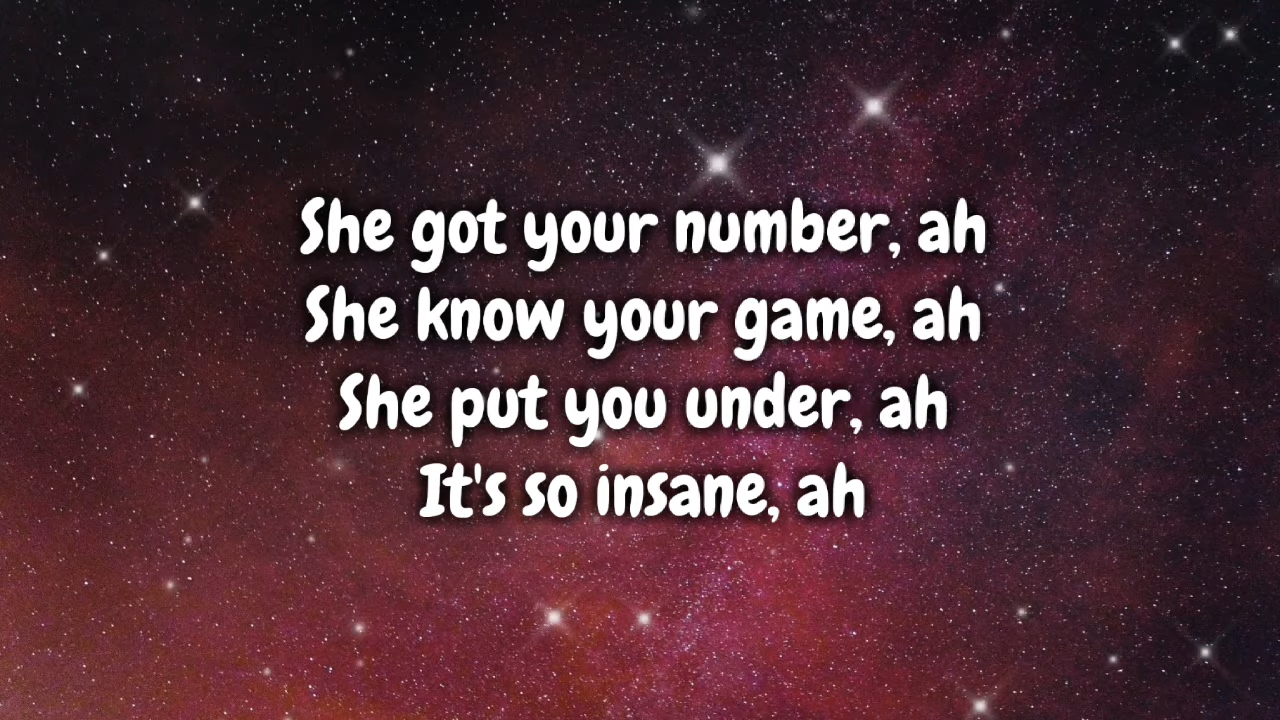 She got your number, ah
She know your game, ah
She put you under, ah
It's so insane, ah